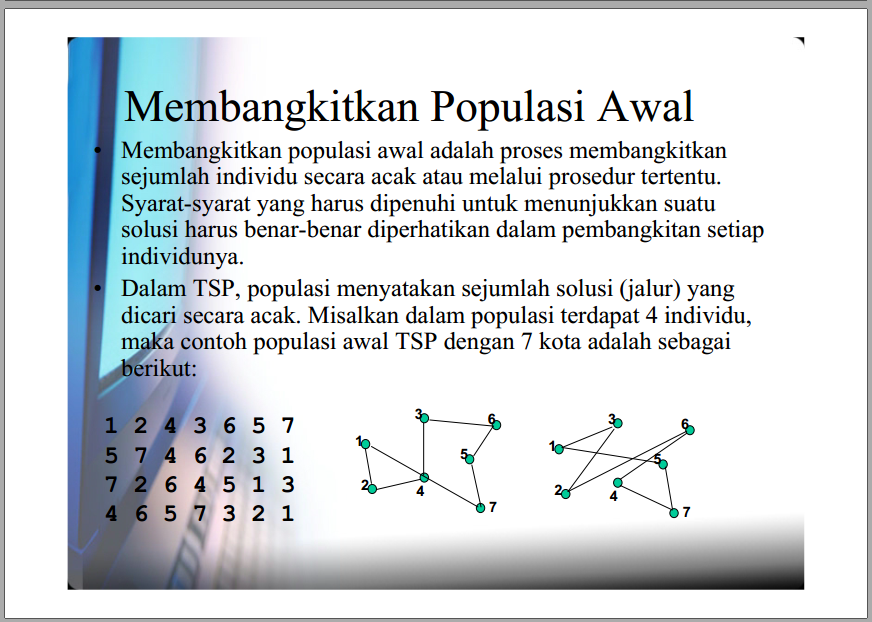 Membangkitkan Populasi Awal
• Membangkitkan populasi awal adalah proses membangkitkan
sejumlah individu secara acak atau melalui prosedur tertentu.
Syarat-syarat yang harus dipenuhi untuk menunjukkan suatu
solusi harus benar-benar diperhatikan dalam pembangkitan setiap
individunya.
• Dalam TSP, populasi menyatakan sejumlah solusi (jalur) yang
dicari secara acak. Misalkan dalam populasi terdapat 4 individu,
maka contoh populasi awal TSP dengan 7 kota adalah sebagai
berikut:
1 2 4 3 6 5 7
5 7 4 6 2 3 1
7 2 6 4 5 1 3
4 6 5 7 3 2 1
3
6
1
5
2
4
7
3
6
1
5
2
4
7